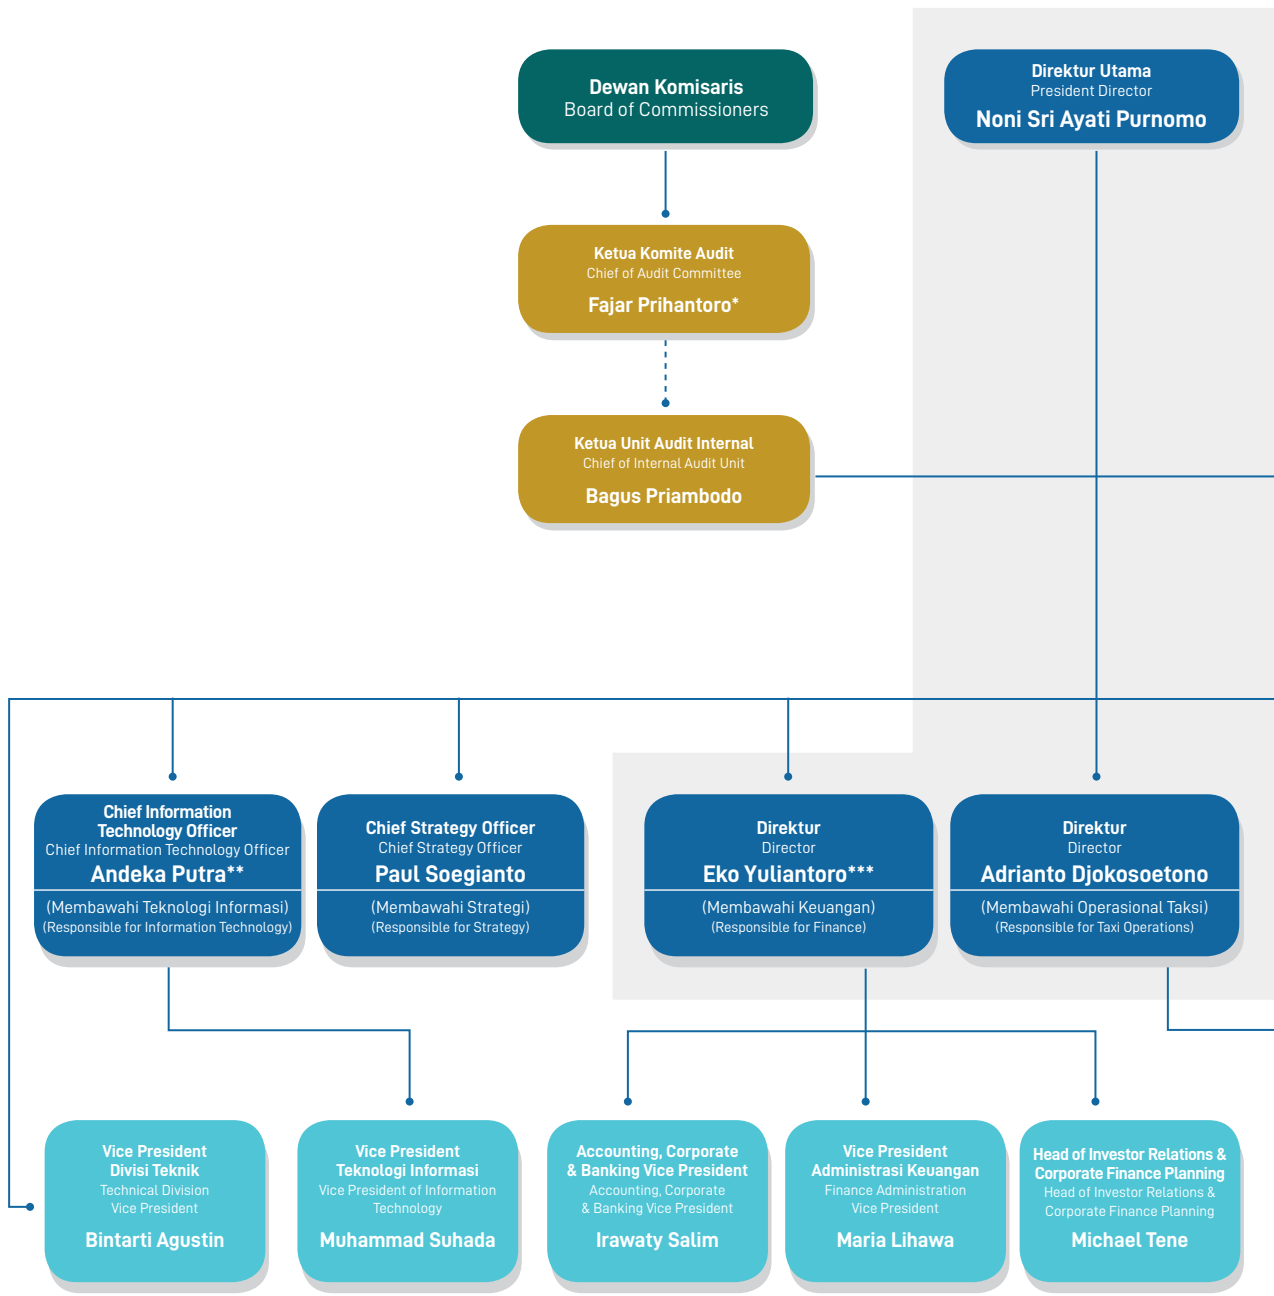 Dewan Komisaris
Board of Commissioners
Direktur Utama
President Director
Noni Sri Ayati Purnomo
Ketua Komite Audit
Chief of Audit Committee
Fajar Prihantoro*
Ketua Unit Audit Internal
Chief of Internal Audit Unit
Bagus Priambodo
Chief Information
Technology Officer
Chief Information Technology Officer
Andeka Putra**
(Membawahi Teknologi Informasi)
(Responsible for Information Technology)
Chief Strategy Officer
Chief Strategy Officer
Paul Soegianto
(Membawahi Strategi)
(Responsible for Strategy)
Direktur
Director
Eko Yuliantoro***
(Membawahi Keuangan)
(Responsible for Finance)
Direktur
Director
Adrianto Djokosoetono
(Membawahi Operasional Taksi)
(Responsible for Taxi Operations)
Vice President
Divisi Teknik
Technical Division
Vice President
Bintarti Agustin
Vice President
Teknologi Informasi
Vice President of Information
Technology
Muhammad Suhada
Accounting, Corporate
& Banking Vice President
Accounting, Corporate
& Banking Vice President
Irawaty Salim
Vice President
Administrasi Keuangan
Finance Administration
Vice President
Maria Lihawa
Head of Investor Relations &
Corporate Finance Planning
Head of Investor Relations &
Corporate Finance Planning
Michael Tene